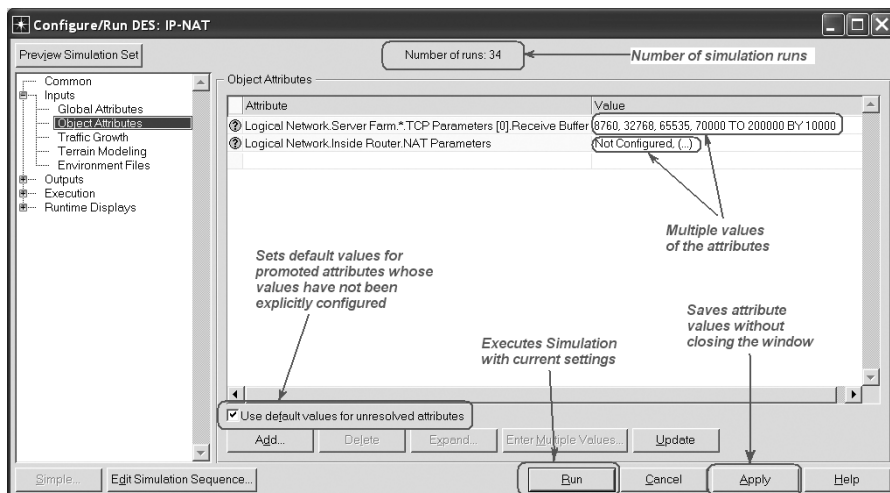 Configure/Run DES: IP-NAT
Preview Simulation Set
Number of runs: 34
Number of simulation runs
Common
Inputs
Global Attributes
Object Attributes
Traffic Growth
Terrain Modeling
Environment Files
Outputs
Execution
Runtime Displays
Object Attributes
Attribute Value
Logical Network.Server Farm.*.TCP Parameters [0].Receive Buffer 8760, 32768, 65535, 70000 TO 200000 BY 10000
Logical Network.Inside Router.NAT Parameters Not Configured, (...)
Multiple values
of the attributes
Sets default values for
promoted attributes whose
values have not been
explicitly configured
Executes Simulation
with current settings
Saves attribute
values without
closing the window
Use default values for unresolved attributes
Add... Delete Expand... Enter Multiple Values... Update
Simple... Edit Simulation Sequence... Run Cancel Apply Help